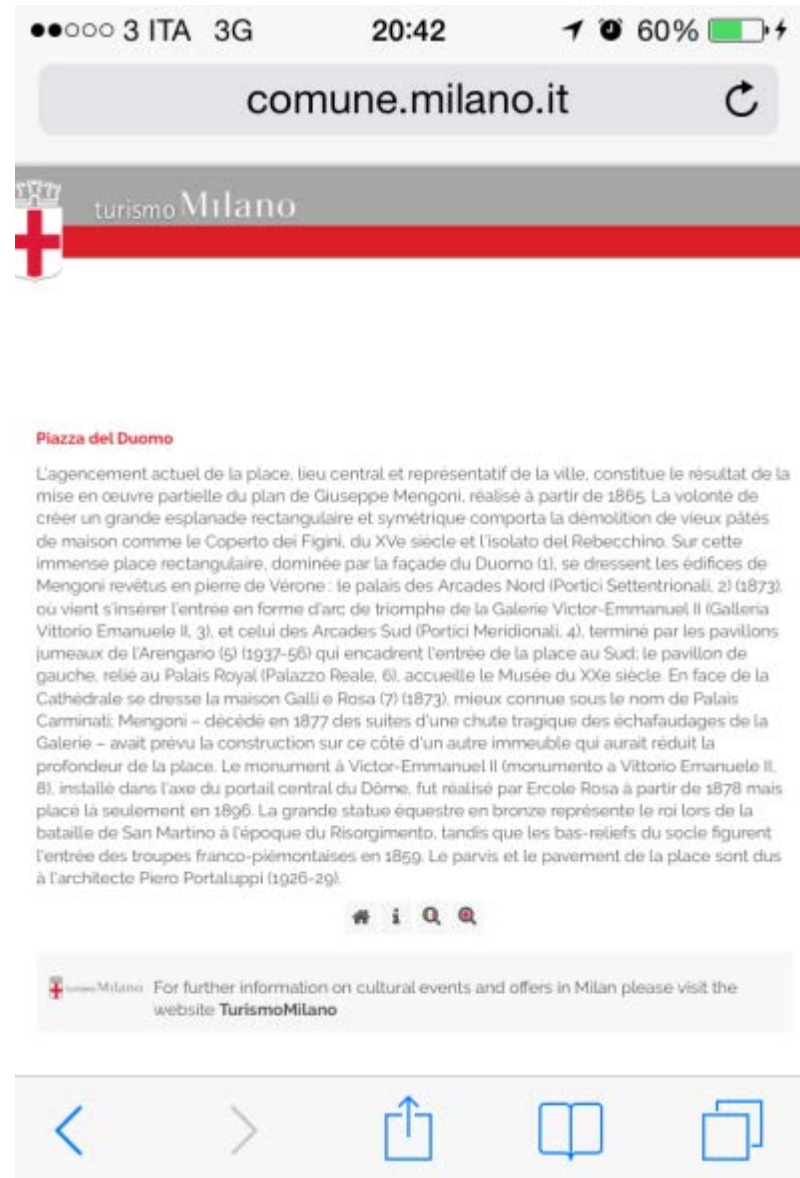 3 ITA 3G 20:42 60%
comune.milano.it
turismo Milano
Piazza del Duomo
L'agencement actuel de la place, lieu central et représentatif de la ville, constitue le résultat de la
mise en œuvre partielle du plan de Giuseppe Mengoni, réalisé à partir de 1865. La volonté de
créer un grande esplanade rectangulaire et symétrique comporta la démolition de vieux pâtés
de maison comme le Coperto dei Figini, du XVe siècle et l'isolato del Rebecchino. Sur cette
immense place rectangulaire, dominée par la façade du Duomo (1), se dressent les édifices de
Mengoni revêtus en pierre de Vérone : le palais des Arcades Nord (Portici Settentrionali, 2) (1873),
où vient s'insérer l'entrée en forme d'arc de triomphe de la Galerie Victor-Emmanuel II (Galleria
Vittorio Emanuele II, 3), et celui des Arcades Sud (Portici Meridionali, 4), terminé par les pavillons
jumeaux de l'Arengario (5) (1937-56) qui encadrent l'entrée de la place au Sud; le pavillon de
gauche, relié au Palais Royal (Palazzo Reale, 6), accueille le Musée du XXe siècle. En face de la
Cathédrale se dresse la maison Galli e Rosa (7) (1873), mieux connue sous le nom de Palais
Carminati; Mengoni – décédé en 1877 des suites d'une chute tragique des échafaudages de la
Galerie – avait prévu la construction sur ce côté d'un autre immeuble qui aurait réduit la
profondeur de la place. Le monument à Victor-Emmanuel II (monumento a Vittorio Emanuele II,
8), installé dans l'axe du portail central du Dôme, fut réalisé par Ercole Rosa à partir de 1878 mais
placé là seulement en 1896. La grande statue équestre en bronze représente le roi lors de la
bataille de San Martino à l'époque du Risorgimento, tandis que les bas-reliefs du socle figurent
l'entrée des troupes franco-piémontaises en 1859. Le parvis et le pavement de la place sont dus
à l'architecte Piero Portaluppi (1926-29).
turismo Milano For further information on cultural events and offers in Milan please visit the
website TurismoMilano